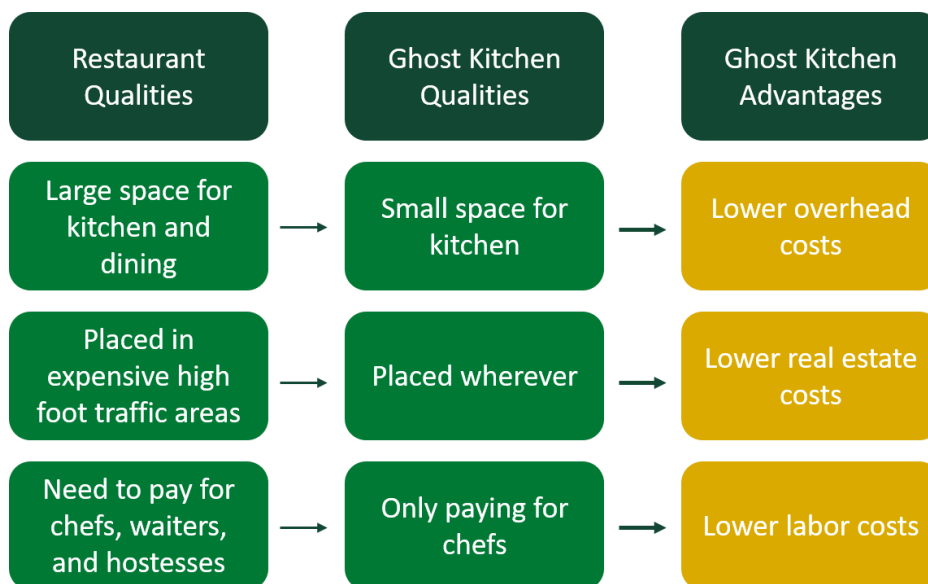 Restaurant
Qualities
Ghost Kitchen
Qualities
Ghost Kitchen
Advantages
Large space for
kitchen and
dining
Small space for
kitchen
Lower overhead
costs
Placed in
expensive high
foot traffic areas
Placed wherever
Lower real estate
costs
Need to pay for
chefs, waiters,
and hostesses
Only paying for
chefs
Lower labor costs